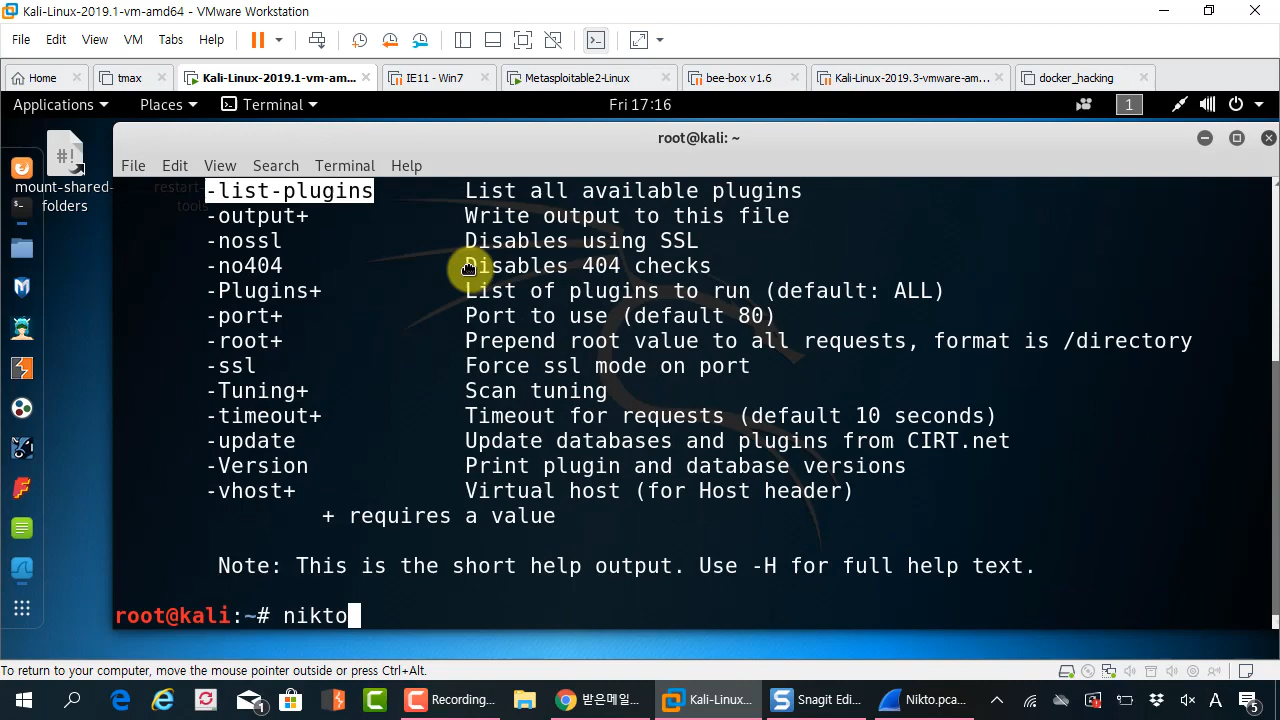 Kali-Linux-2019.1-vm-amd64 - VMware Workstation
File Edit View VM Tabs Help
Home tmax Kali-Linux-2019.1-vm-am... IE11 - Win7 Metasploitable2-Linux bee-box v1.6 Kali-Linux-2019.3-vmware-am... docker_hacking
Applications Places Terminal Fri 17:16 1
root@kali: ~
File Edit View Search Terminal Help
#!
mount-shared-folders
restart-
tools
-list-plugins List all available plugins
-output+ Write output to this file
-nossl Disables using SSL
-no404 Disables 404 checks
-Plugins+ List of plugins to run (default: ALL)
-port+ Port to use (default 80)
-root+ Prepend root value to all requests, format is /directory
-ssl Force ssl mode on port
-Tuning+ Scan tuning
-timeout+ Timeout for requests (default 10 seconds)
-update Update databases and plugins from CIRT.net
-Version Print plugin and database versions
-vhost+ Virtual host (for Host header)
+ requires a value
Note: This is the short help output. Use -H for full help text.
root@kali:~# nikto
To return to your computer, move the mouse pointer outside or press Ctrl+Alt.
1 Recording... 받은메일... Kali-Linux... Snagit Edi... Nikto.pca... A 5